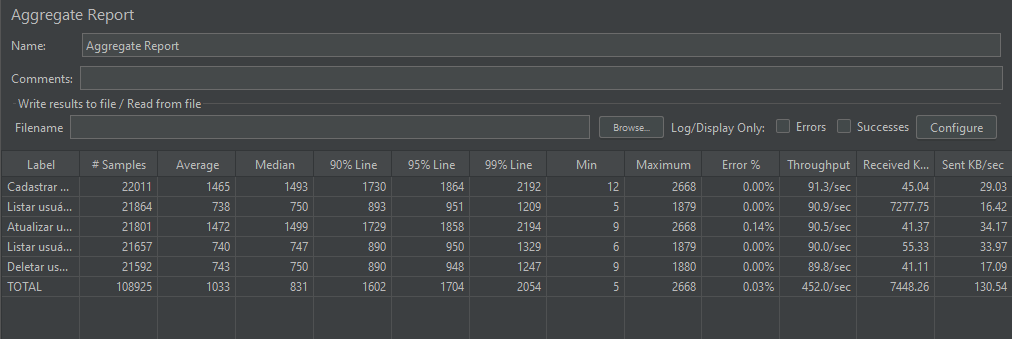 Aggregate Report
Name: Aggregate Report
Comments:
Write results to file / Read from file
Filename Browse... Log/Display Only: Errors Successes Configure
Label # Samples Average Median 90% Line 95% Line 99% Line Min Maximum Error % Throughput Received K... Sent KB/sec
Cadastrar ... 22011 1465 1493 1730 1864 2192 12 2668 0.00% 91.3/sec 45.04 29.03
Listar usuá... 21864 738 750 893 951 1209 5 1879 0.00% 90.9/sec 7277.75 16.42
Atualizar u... 21801 1472 1499 1729 1858 2194 9 2668 0.14% 90.5/sec 41.37 34.17
Listar usuá... 21657 740 747 890 950 1329 6 1879 0.00% 90.0/sec 55.33 33.97
Deletar us... 21592 743 750 890 948 1247 9 1880 0.00% 89.8/sec 41.11 17.09
TOTAL 108925 1033 831 1602 1704 2054 5 2668 0.03% 452.0/sec 7448.26 130.54